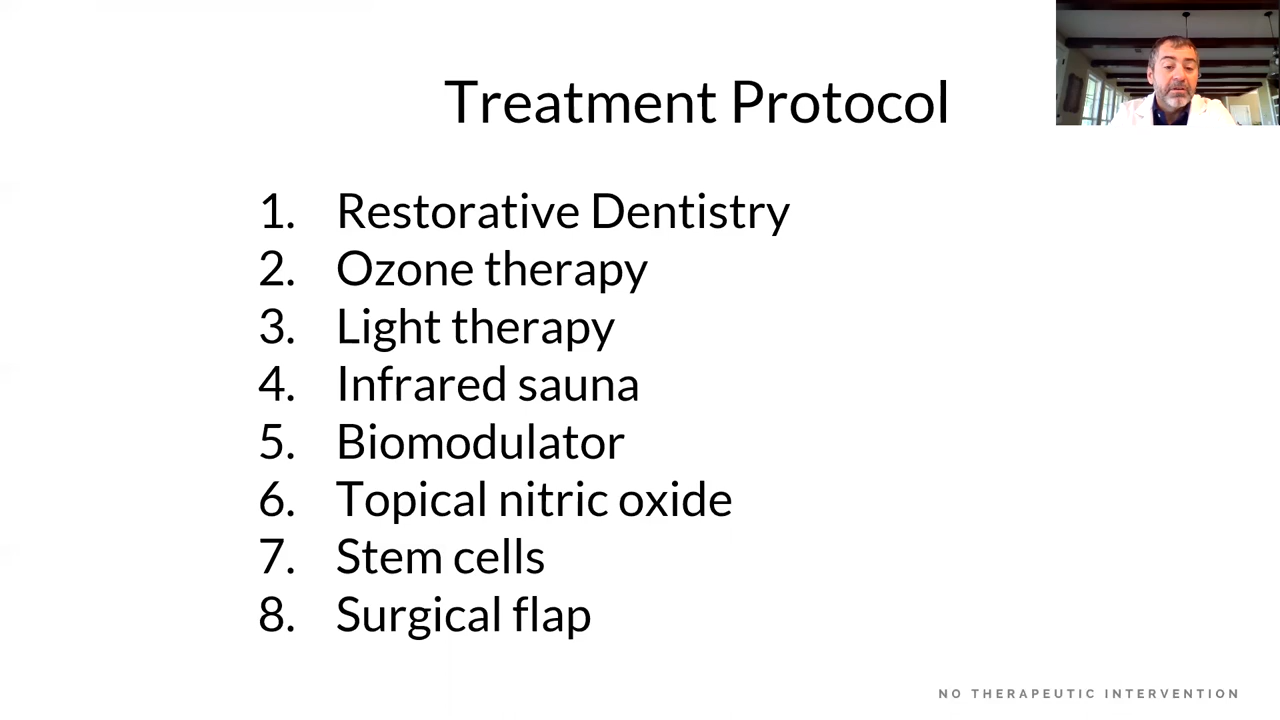 Treatment Protocol
1. Restorative Dentistry
2. Ozone therapy
3. Light therapy
4. Infrared sauna
5. Biomodulator
6. Topical nitric oxide
7. Stem cells
8. Surgical flap
NO THERAPEUTIC INTERVENTION